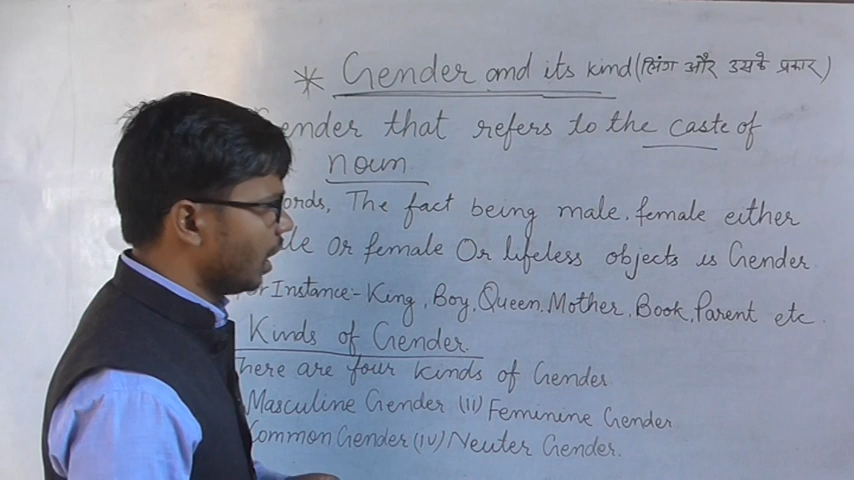 * Gender and its kind (लिंग और उसके प्रकार)
ender that refers to the caste of
noun.
ords, The fact being male, female either
le or female Or lifeless objects is Gender
or Instance:- King, Boy, Queen, Mother, Book, Parent etc.
Kinds of Gender.
here are four kinds of Gender
Masculine Gender (ii) Feminine Gender
Common Gender (iv) Neuter Gender.